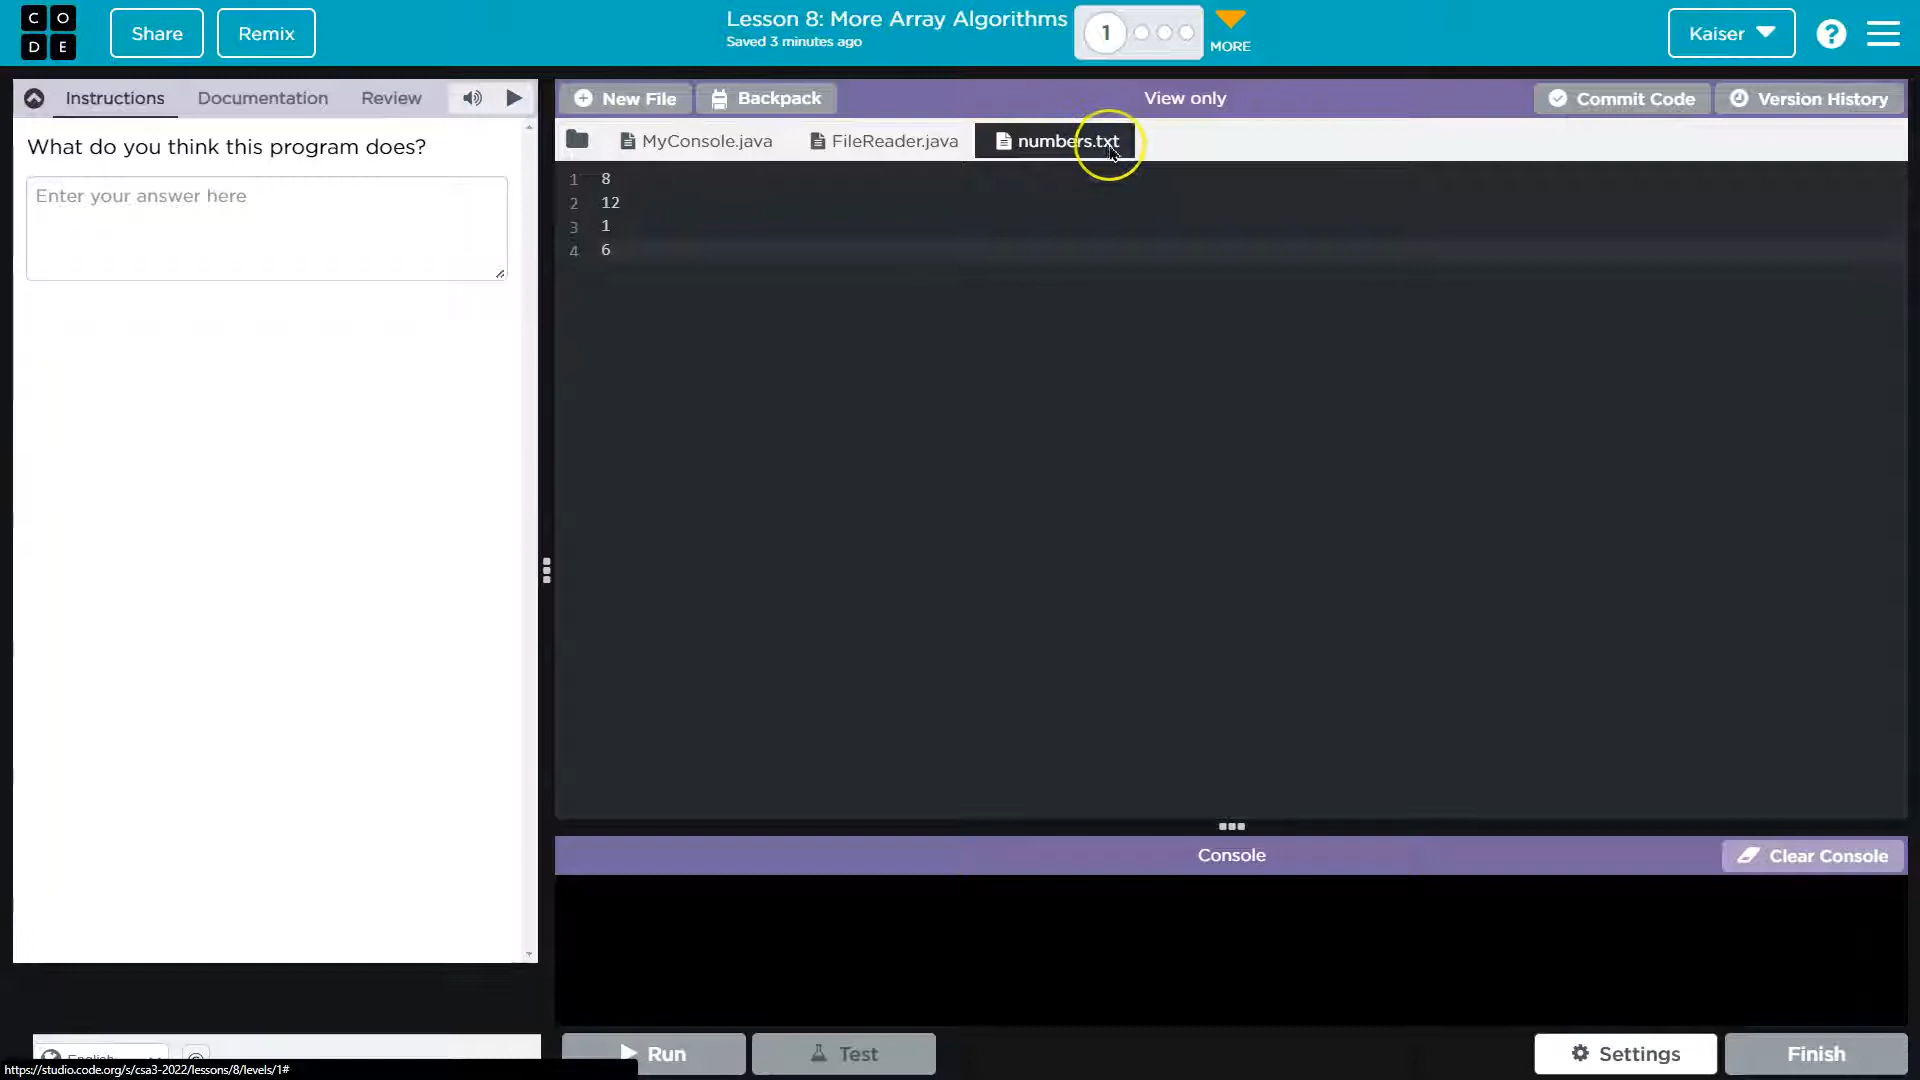 C O
D E
Share
Remix
Lesson 8: More Array Algorithms
Saved 3 minutes ago
1
MORE
Kaiser
?
Instructions
Documentation
Review
What do you think this program does?
Enter your answer here
New File
Backpack
View only
Commit Code
Version History
MyConsole.java
FileReader.java
numbers.txt
1 8
2 12
3 1
4 6
Console
Clear Console
English
Run
Test
Settings
Finish
https://studio.code.org/s/csa3-2022/lessons/8/levels/1#